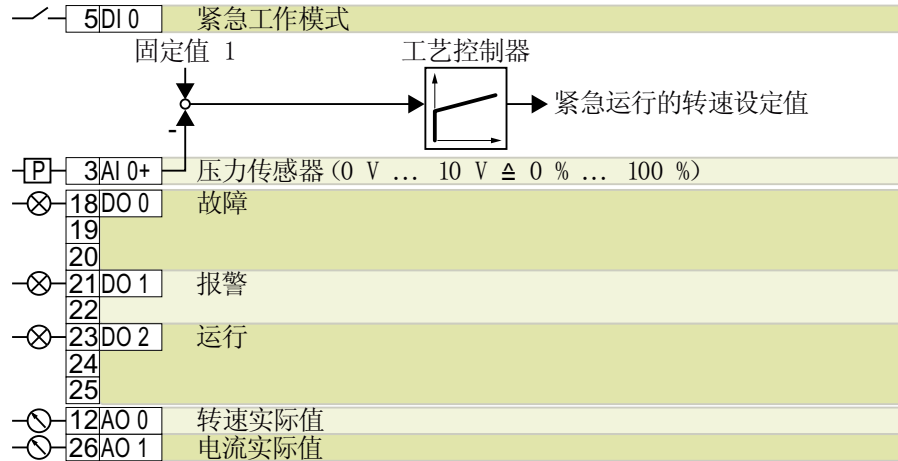 5 DI 0 紧急工作模式
固定值 1 工艺控制器
紧急运行的转速设定值
-
P 3 AI 0+ 压力传感器(0 V ... 10 V ≙ 0 % ... 100 %)
18 DO 0 故障
19
20
21 DO 1 报警
22
23 DO 2 运行
24
25
12 AO 0 转速实际值
26 AO 1 电流实际值